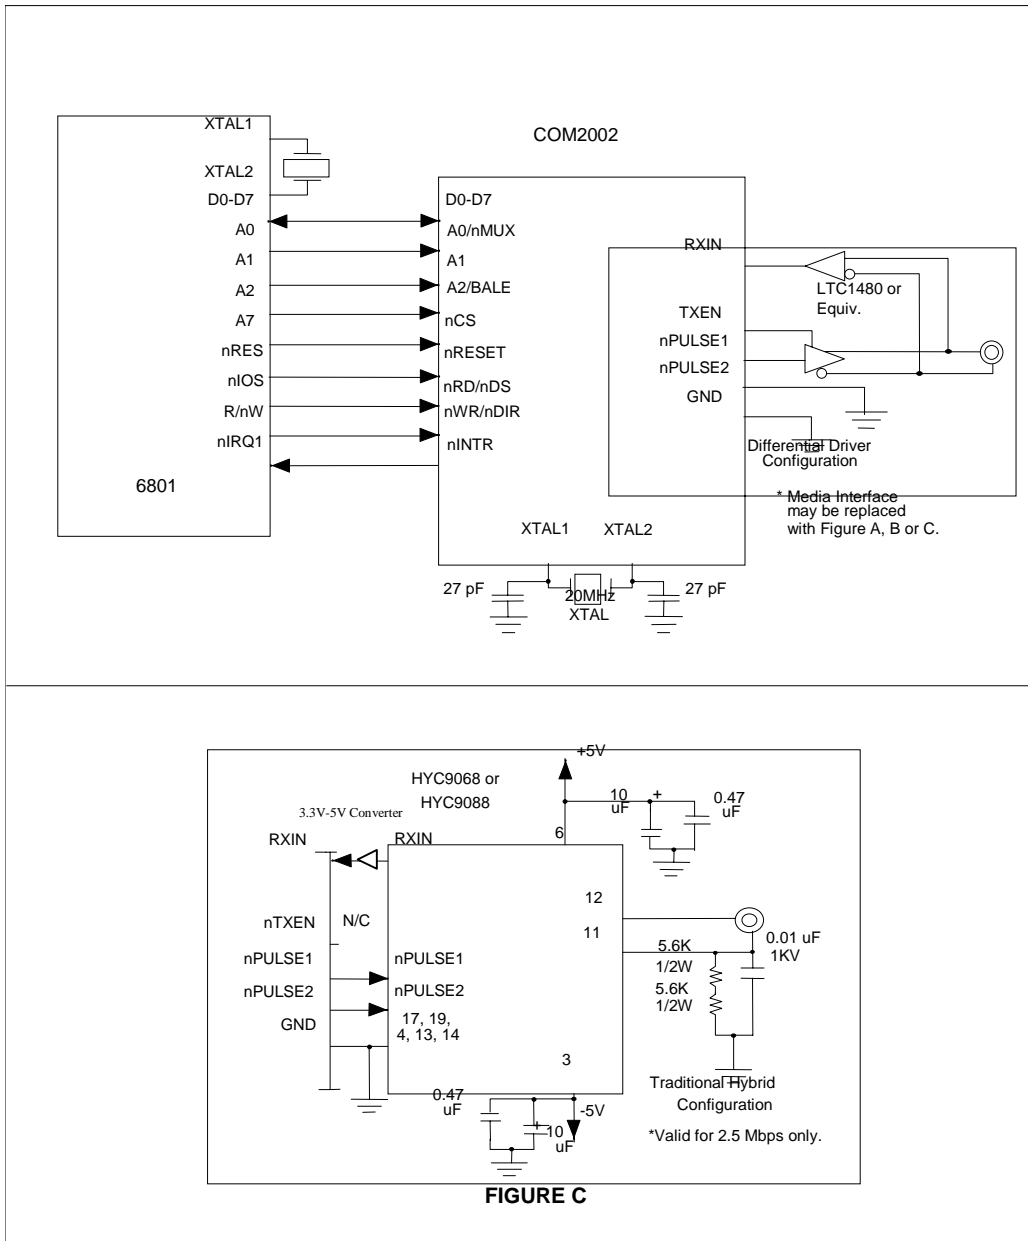 XTAL1
COM2002
XTAL2
D0-D7
A0
A1
A2
A7
nRES
nIOS
R/nW
nIRQ1
6801
D0-D7
A0/nMUX
A1
A2/BALE
nCS
nRESET
nRD/nDS
nWR/nDIR
nINTR
RXIN
TXEN
nPULSE1
nPULSE2
GND
LTC1480 or
Equiv.
Differential Driver
Configuration
* Media Interface
may be replaced
with Figure A, B or C.
XTAL1
XTAL2
27 pF
20MHz
XTAL
27 pF
+5V
HYC9068 or
HYC9088
10
uF
+
0.47
uF
3.3V-5V Converter
6
RXIN
RXIN
nTXEN
N/C
nPULSE1
nPULSE1
nPULSE2
nPULSE2
GND
17, 19,
4, 13, 14
12
11
5.6K
1/2W
5.6K
1/2W
0.01 uF
1KV
3
0.47
uF
+
10
uF
-5V
Traditional Hybrid
Configuration
*Valid for 2.5 Mbps only.
FIGURE C